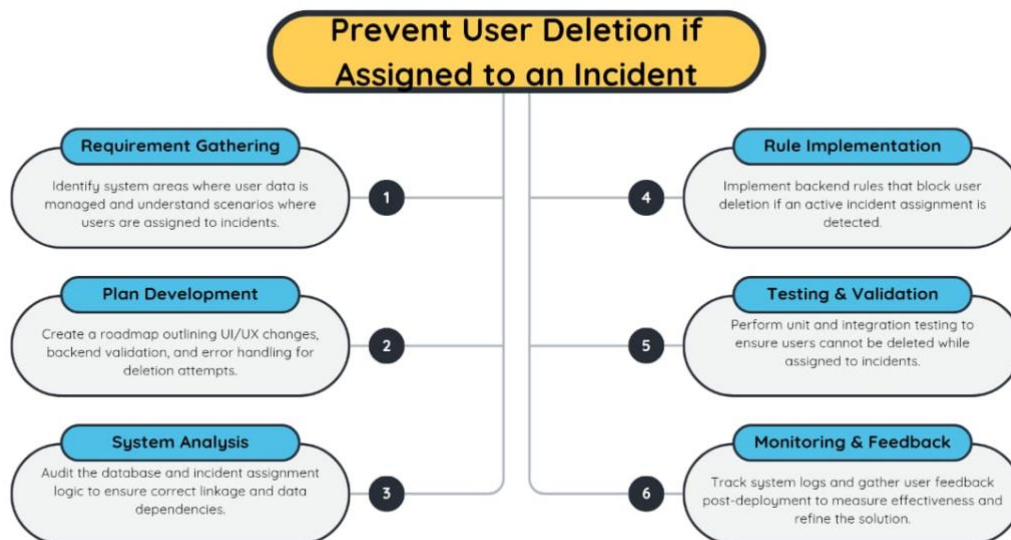 Prevent User Deletion if
Assigned to an Incident
Requirement Gathering
Identify system areas where user data is
managed and understand scenarios where
users are assigned to incidents.
1
Plan Development
Create a roadmap outlining UI/UX changes,
backend validation, and error handling for
deletion attempts.
2
System Analysis
Audit the database and incident assignment
logic to ensure correct linkage and data
dependencies.
3
Rule Implementation
4
Implement backend rules that block user
deletion if an active incident assignment is
detected.
Testing & Validation
5
Perform unit and integration testing to
ensure users cannot be deleted while
assigned to incidents.
Monitoring & Feedback
6
Track system logs and gather user feedback
post-deployment to measure effectiveness and
refine the solution.